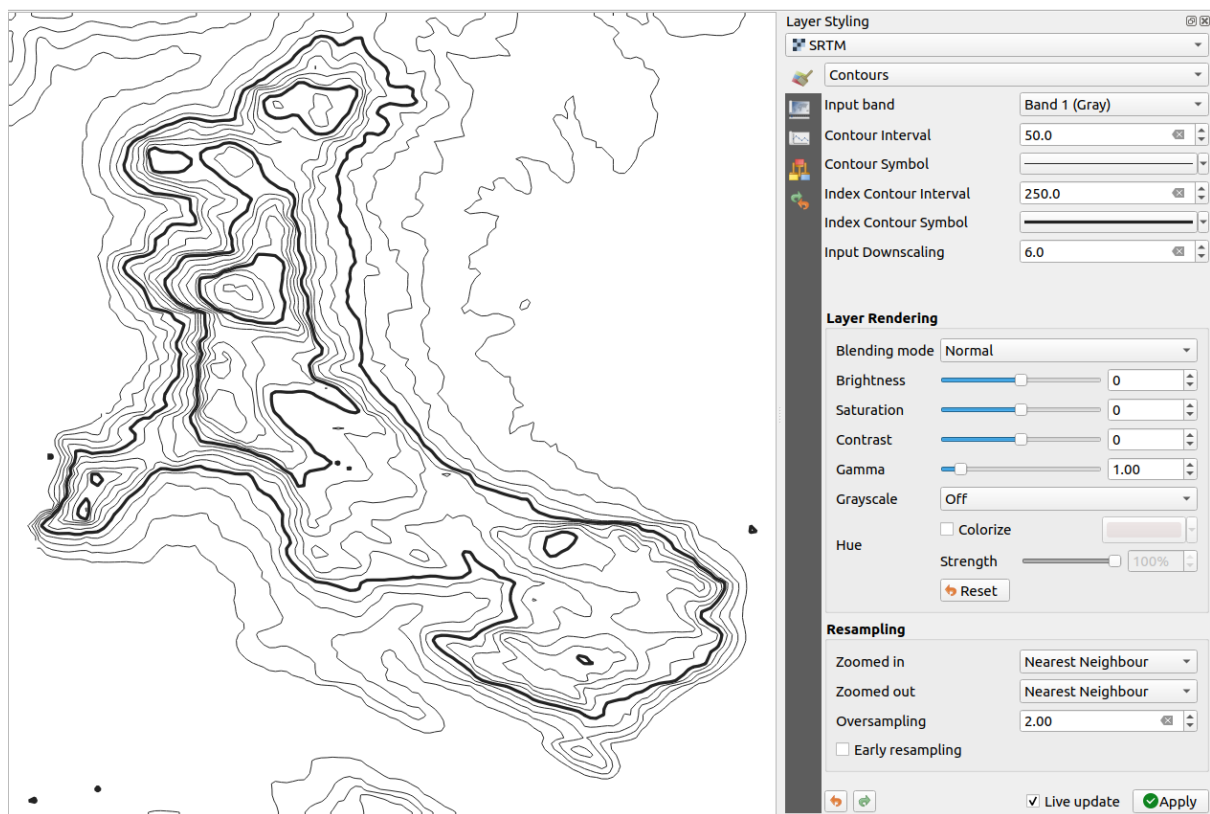 Layer Styling
SRTM
Contours
Input band Band 1 (Gray)
Contour Interval 50.0
Contour Symbol
Index Contour Interval 250.0
Index Contour Symbol
Input Downscaling 6.0
Layer Rendering
Blending mode Normal
Brightness 0
Saturation 0
Contrast 0
Gamma 1.00
Grayscale Off
Hue Colorize
Strength 100%
Reset
Resampling
Zoomed in Nearest Neighbour
Zoomed out Nearest Neighbour
Oversampling 2.00
Early resampling
Live update Apply